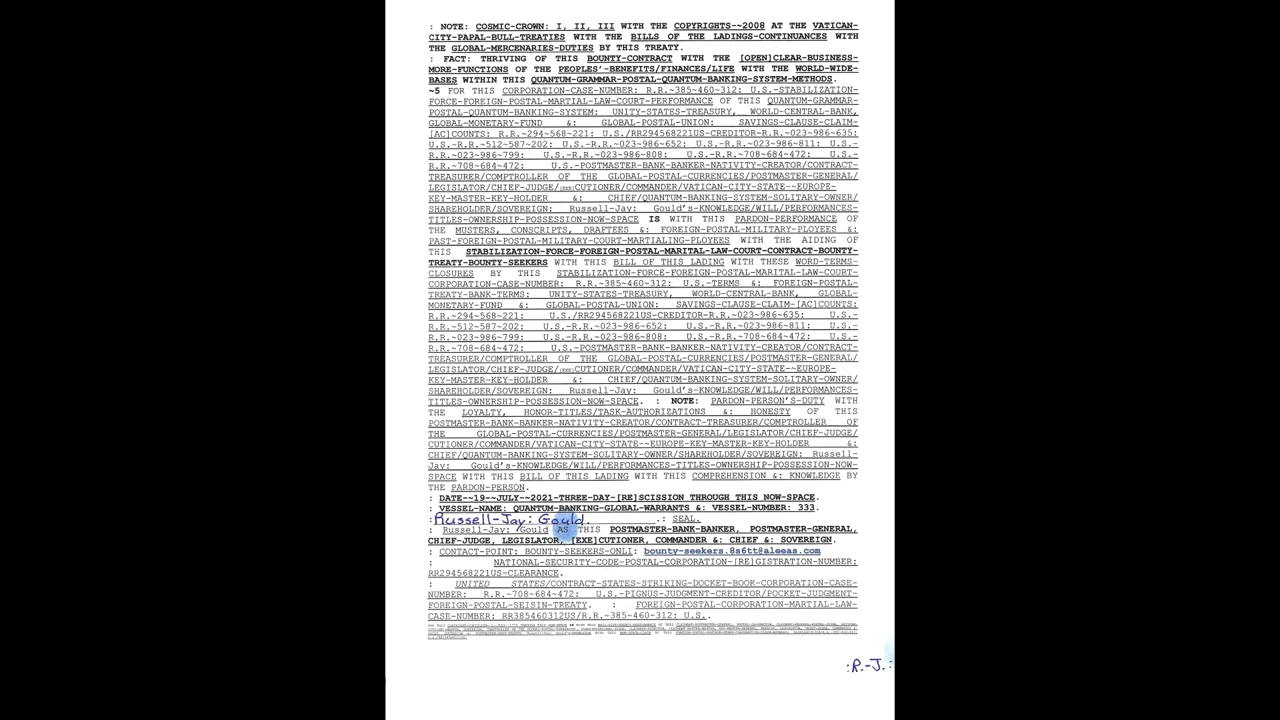 : NOTE: COSMIC-CROWN: I, II, III WITH THE COPYRIGHTS-~2008 AT THE VATICAN-
CITY-PAPAL-BULL-TREATIES WITH THE BILLS OF THE LADINGS-CONTINUANCES WITH
THE GLOBAL-MERCENARIES-DUTIES BY THIS TREATY.
: FACT: THRIVING OF THIS BOUNTY-CONTRACT WITH THE [OPEN]CLEAR-BUSINESS-
MORE-FUNCTIONS OF THE PEOPLES'-BENEFITS/FINANCES/LIFE WITH THE WORLD-WIDE-
BASES WITHIN THIS QUANTUM-GRAMMAR-POSTAL-QUANTUM-BANKING-SYSTEM-METHODS.
~5 FOR THIS CORPORATION-CASE-NUMBER: R.R.~385~460~312: U.S.-STABILIZATION-
FORCE-FOREIGN-POSTAL-MARTIAL-LAW-COURT-PERFORMANCE OF THIS QUANTUM-GRAMMAR-
POSTAL-QUANTUM-BANKING-SYSTEM: UNITY-STATES-TREASURY, WORLD-CENTRAL-BANK,
GLOBAL-MONETARY-FUND &: GLOBAL-POSTAL-UNION: SAVINGS-CLAUSE-CLAIM-
[AC]COUNTS: R.R.~294~568~221: U.S./RR294568221US-CREDITOR-R.R.~023~986~635:
U.S.-R.R.~512~587~202: U.S.-R.R.~023~986~652: U.S.-R.R.~023~986~811: U.S.-
R.R.~023~986~799: U.S.-R.R.~023~986~808: U.S.-R.R.~708~684~472: U.S.-
R.R.~708~684~472: U.S.-POSTMASTER-BANK-BANKER-NATIVITY-CREATOR/CONTRACT-
TREASURER/COMPTROLLER OF THE GLOBAL-POSTAL-CURRENCIES/POSTMASTER-GENERAL/
LEGISLATOR/CHIEF-JUDGE/[EXE]CUTIONER/COMMANDER/VATICAN-CITY-STATE-~EUROPE-
KEY-MASTER-KEY-HOLDER &: CHIEF/QUANTUM-BANKING-SYSTEM-SOLITARY-OWNER/
SHAREHOLDER/SOVEREIGN: Russell-Jay: Gould's-KNOWLEDGE/WILL/PERFORMANCES-
TITLES-OWNERSHIP-POSSESSION-NOW-SPACE IS WITH THIS PARDON-PERFORMANCE OF
THE MUSTERS, CONSCRIPTS, DRAFTEES &: FOREIGN-POSTAL-MILITARY-PLOYEES &:
PAST-FOREIGN-POSTAL-MILITARY-COURT-MARTIALING-PLOYEES WITH THE AIDING OF
THIS STABILIZATION-FORCE-FOREIGN-POSTAL-MARITAL-LAW-COURT-CONTRACT-BOUNTY-
TREATY-BOUNTY-SEEKERS WITH THIS BILL OF THIS LADING WITH THESE WORD-TERMS-
CLOSURES BY THIS STABILIZATION-FORCE-FOREIGN-POSTAL-MARITAL-LAW-COURT-
CORPORATION-CASE-NUMBER: R.R.~385~460~312: U.S.-TERMS &: FOREIGN-POSTAL-
TREATY-BANK-TERMS: UNITY-STATES-TREASURY, WORLD-CENTRAL-BANK, GLOBAL-
MONETARY-FUND &: GLOBAL-POSTAL-UNION: SAVINGS-CLAUSE-CLAIM-[AC]COUNTS:
R.R.~294~568~221: U.S./RR294568221US-CREDITOR-R.R.~023~986~635: U.S.-
R.R.~512~587~202: U.S.-R.R.~023~986~652: U.S.-R.R.~023~986~811: U.S.-
R.R.~023~986~799: U.S.-R.R.~023~986~808: U.S.-R.R.~708~684~472: U.S.-
R.R.~708~684~472: U.S.-POSTMASTER-BANK-BANKER-NATIVITY-CREATOR/CONTRACT-
TREASURER/COMPTROLLER OF THE GLOBAL-POSTAL-CURRENCIES/POSTMASTER-GENERAL/
LEGISLATOR/CHIEF-JUDGE/[EXE]CUTIONER/COMMANDER/VATICAN-CITY-STATE-~EUROPE-
KEY-MASTER-KEY-HOLDER &: CHIEF/QUANTUM-BANKING-SYSTEM-SOLITARY-OWNER/
SHAREHOLDER/SOVEREIGN: Russell-Jay: Gould's-KNOWLEDGE/WILL/PERFORMANCES-
TITLES-OWNERSHIP-POSSESSION-NOW-SPACE. : NOTE: PARDON-PERSON'S-DUTY WITH
THE LOYALTY, HONOR-TITLES/TASK-AUTHORIZATIONS &: HONESTY OF THIS
POSTMASTER-BANK-BANKER-NATIVITY-CREATOR/CONTRACT-TREASURER/COMPTROLLER OF
THE GLOBAL-POSTAL-CURRENCIES/POSTMASTER-GENERAL/LEGISLATOR/CHIEF-JUDGE/
CUTIONER/COMMANDER/VATICAN-CITY-STATE-~EUROPE-KEY-MASTER-KEY-HOLDER &:
CHIEF/QUANTUM-BANKING-SYSTEM-SOLITARY-OWNER/SHAREHOLDER/SOVEREIGN: Russell-
Jay: Gould's-KNOWLEDGE/WILL/PERFORMANCES-TITLES-OWNERSHIP-POSSESSION-NOW-
SPACE WITH THIS BILL OF THIS LADING WITH THIS COMPREHENSION &: KNOWLEDGE BY
THE PARDON-PERSON.
: DATE-~19-~JULY-~2021-THREE-DAY-[RE]SCISSION THROUGH THIS NOW-SPACE.
: VESSEL-NAME: QUANTUM-BANKING-GLOBAL-WARRANTS &: VESSEL-NUMBER: 333.
:Russell-Jay: Gould. .: SEAL.
: Russell-Jay: Gould AS THIS POSTMASTER-BANK-BANKER, POSTMASTER-GENERAL,
CHIEF-JUDGE, LEGISLATOR, [EXE]CUTIONER, COMMANDER &: CHIEF &: SOVEREIGN.
: CONTACT-POINT: BOUNTY-SEEKERS-ONLI: bounty-seekers.8s6tt@aleeas.com
: NATIONAL-SECURITY-CODE-POSTAL-CORPORATION-[RE]GISTRATION-NUMBER:
RR294568221US-CLEARANCE.
: UNITED STATES/CONTRACT-STATES-STRIKING-DOCKET-BOOK-CORPORATION-CASE-
NUMBER: R.R.~708~684~472: U.S.-PIGNUS-JUDGMENT-CREDITOR/POCKET-JUDGMENT-
FOREIGN-POSTAL-SEISIN-TREATY. : FOREIGN-POSTAL-CORPORATION-MARTIAL-LAW-
CASE-NUMBER: RR385460312US/R.R.~385~460~312: U.S..
:R.-J.: